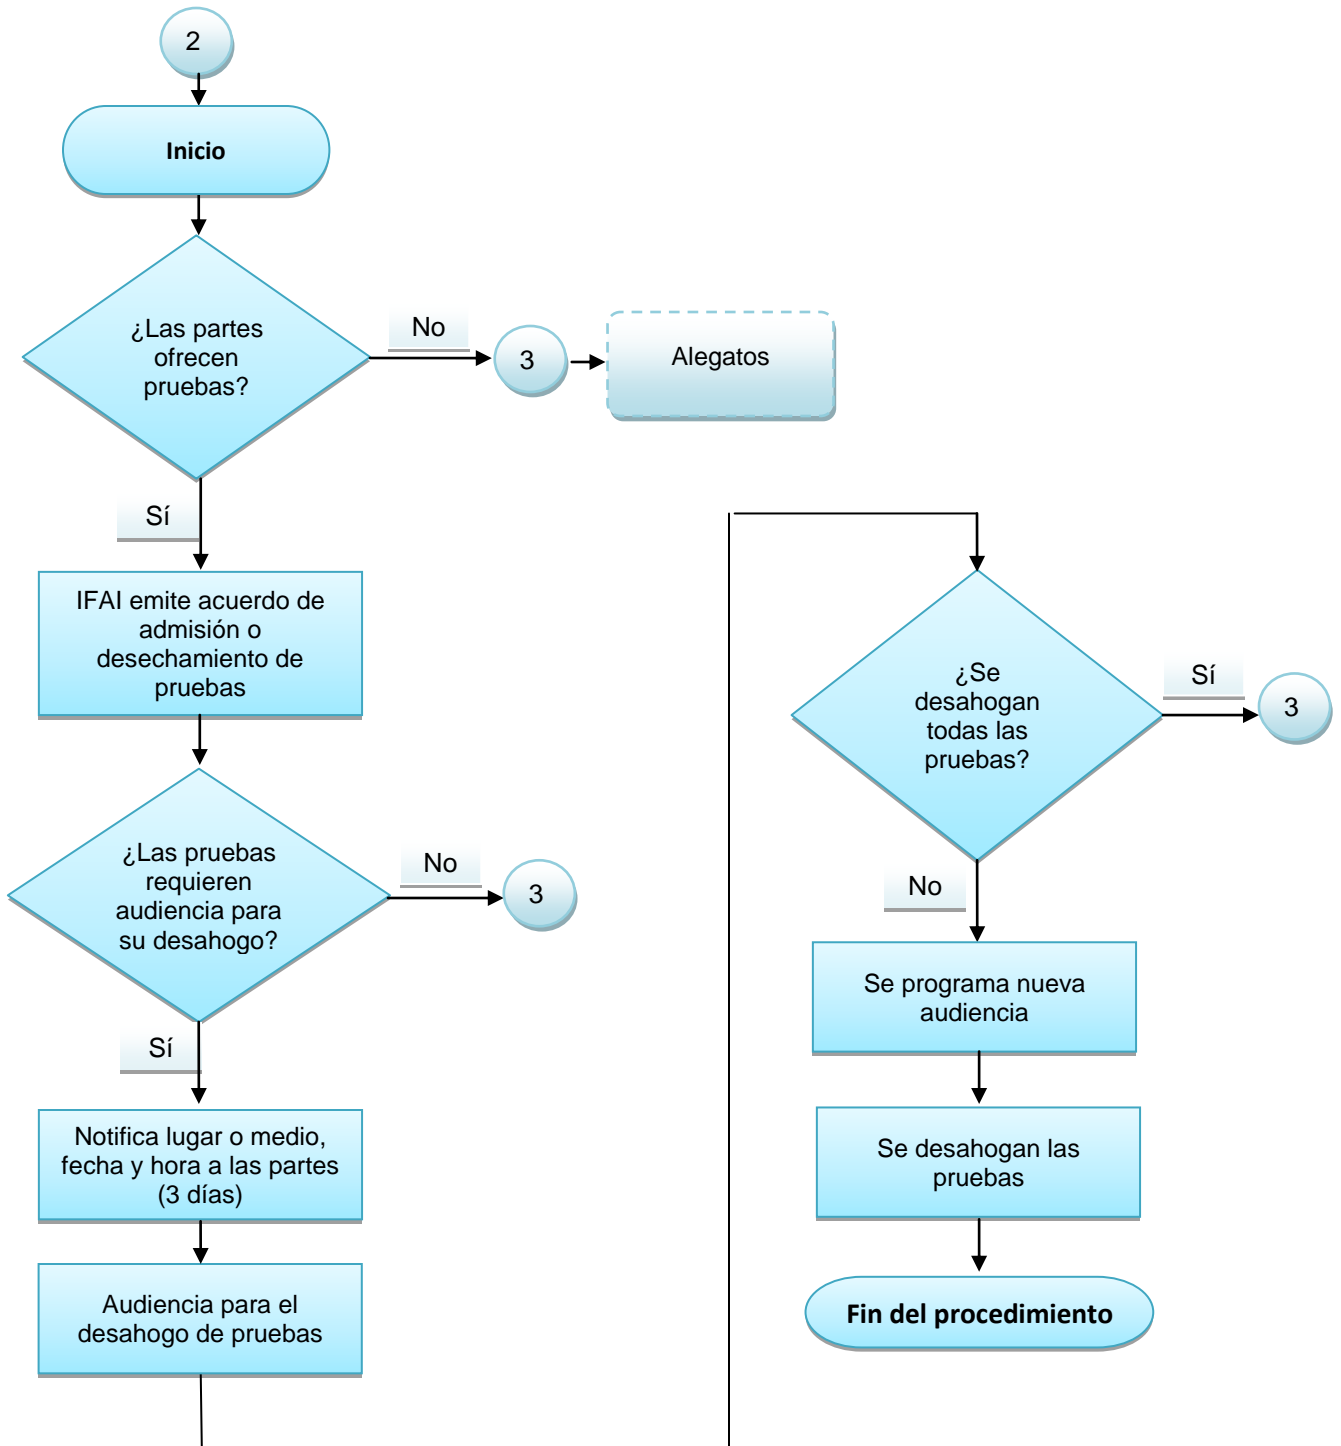 2
Inicio
¿Las partes
ofrecen
pruebas?
No
3
Alegatos
Sí
IFAI emite acuerdo de
admisión o
desechamiento de
pruebas
¿Las pruebas
requieren
audiencia para
su desahogo?
No
3
Sí
Notifica lugar o medio,
fecha y hora a las partes
(3 días)
Audiencia para el
desahogo de pruebas
¿Se
desahogan
todas las
pruebas?
Sí
3
No
Se programa nueva
audiencia
Se desahogan las
pruebas
Fin del procedimiento